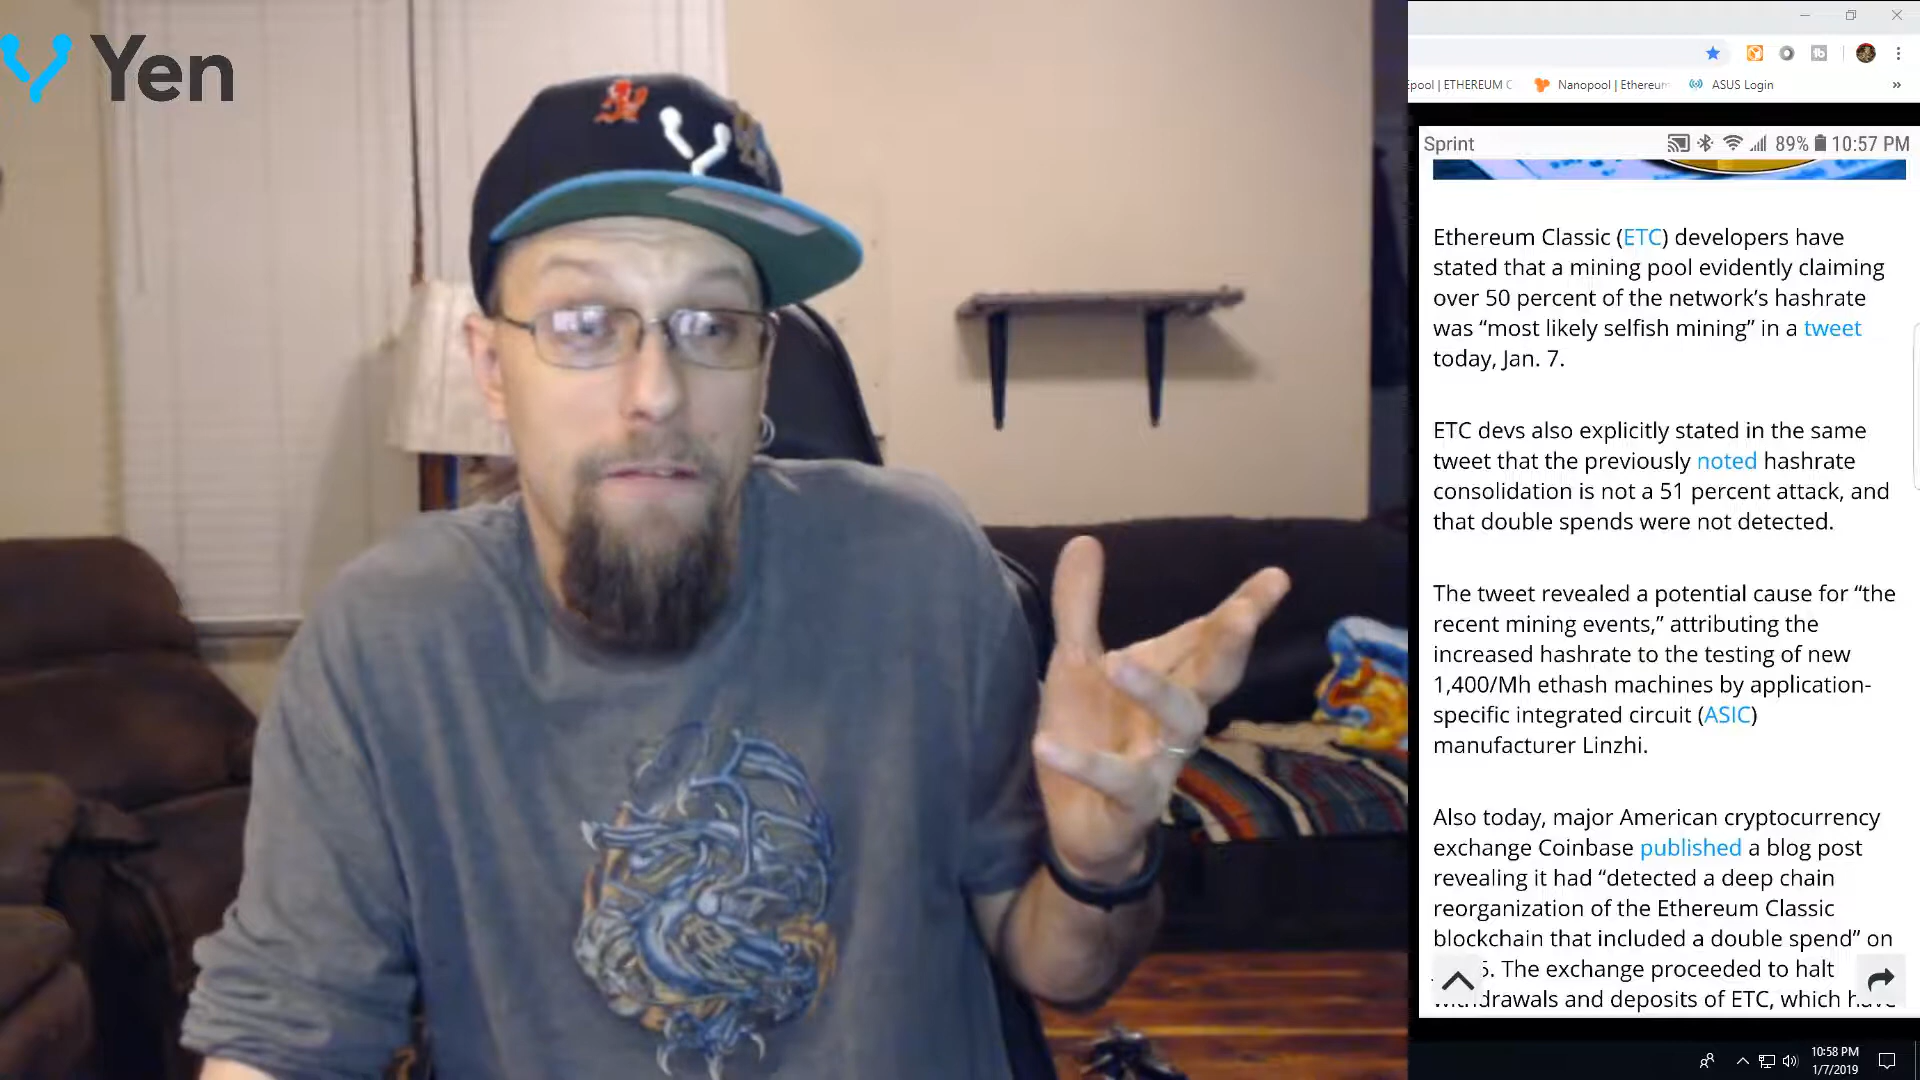 Yen
Epool | ETHEREUM C
Nanopool | Ethereum
ASUS Login
»
Sprint
89%
10:57 PM
Ethereum Classic (ETC) developers have
stated that a mining pool evidently claiming
over 50 percent of the network’s hashrate
was “most likely selfish mining” in a tweet
today, Jan. 7.
ETC devs also explicitly stated in the same
tweet that the previously noted hashrate
consolidation is not a 51 percent attack, and
that double spends were not detected.
The tweet revealed a potential cause for “the
recent mining events,” attributing the
increased hashrate to the testing of new
1,400/Mh ethash machines by application-
specific integrated circuit (ASIC)
manufacturer Linzhi.
Also today, major American cryptocurrency
exchange Coinbase published a blog post
revealing it had “detected a deep chain
reorganization of the Ethereum Classic
blockchain that included a double spend” on
5. The exchange proceeded to halt
withdrawals and deposits of ETC, which have
10:58 PM
1/7/2019